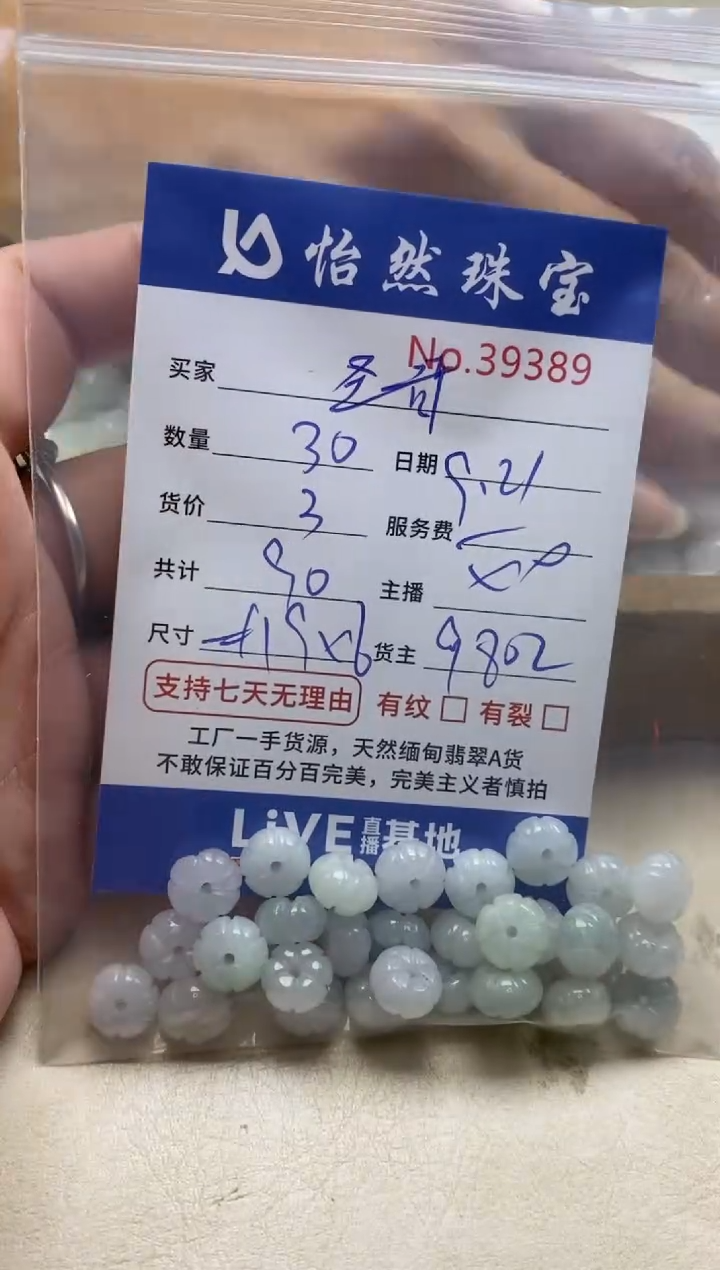 怡然珠宝
No.39389
买家
数量 30 日期 9.21
货价 3 服务费
共计 90 主播
尺寸 9x6 货主 9802
支持七天无理由 有纹 □ 有裂 □
工厂一手货源，天然缅甸翡翠A货
不敢保证百分百完美，完美主义者慎拍
LiVE 直播 基地